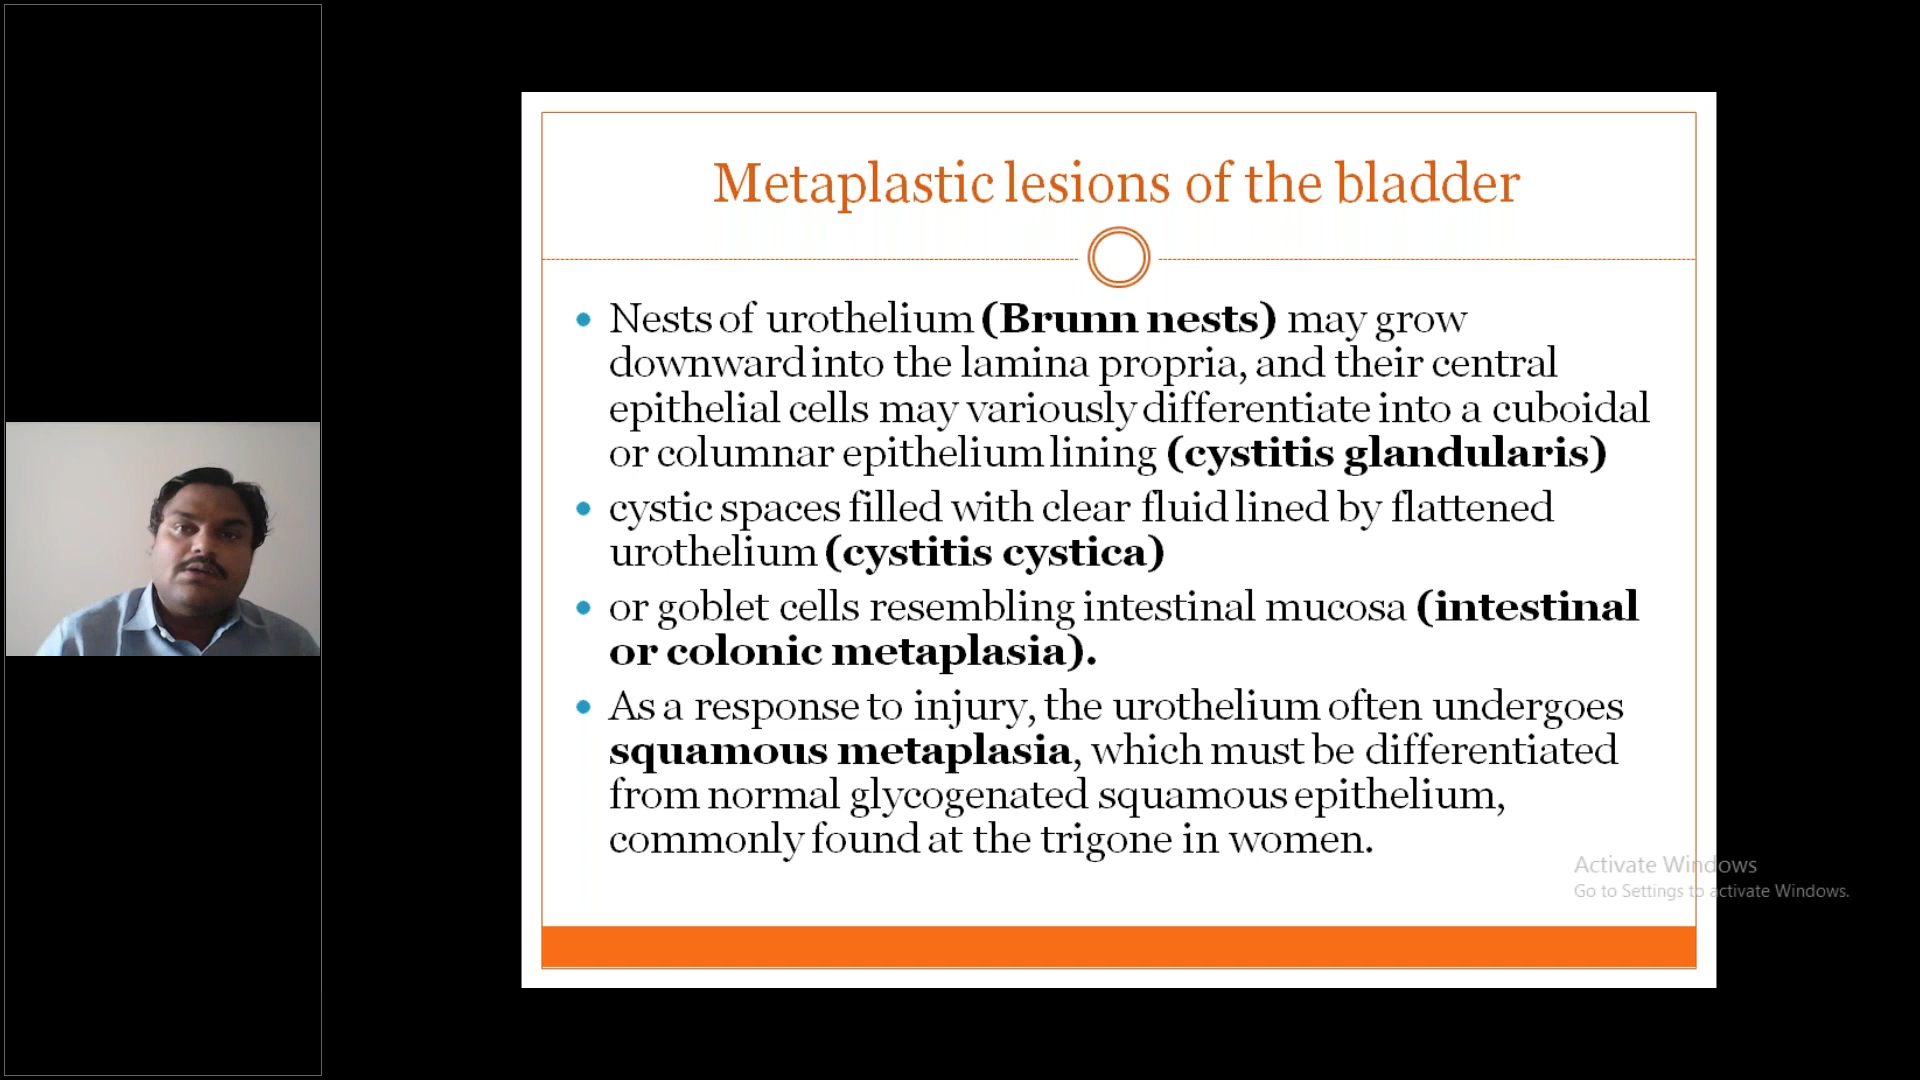 Metaplastic lesions of the bladder
Nests of urothelium (Brunn nests) may grow
downward into the lamina propria, and their central
epithelial cells may variously differentiate into a cuboidal
or columnar epithelium lining (cystitis glandularis)
cystic spaces filled with clear fluid lined by flattened
urothelium (cystitis cystica)
or goblet cells resembling intestinal mucosa (intestinal
or colonic metaplasia).
As a response to injury, the urothelium often undergoes
squamous metaplasia, which must be differentiated
from normal glycogenated squamous epithelium,
commonly found at the trigone in women.
Activate Windows
Go to Settings to activate Windows.